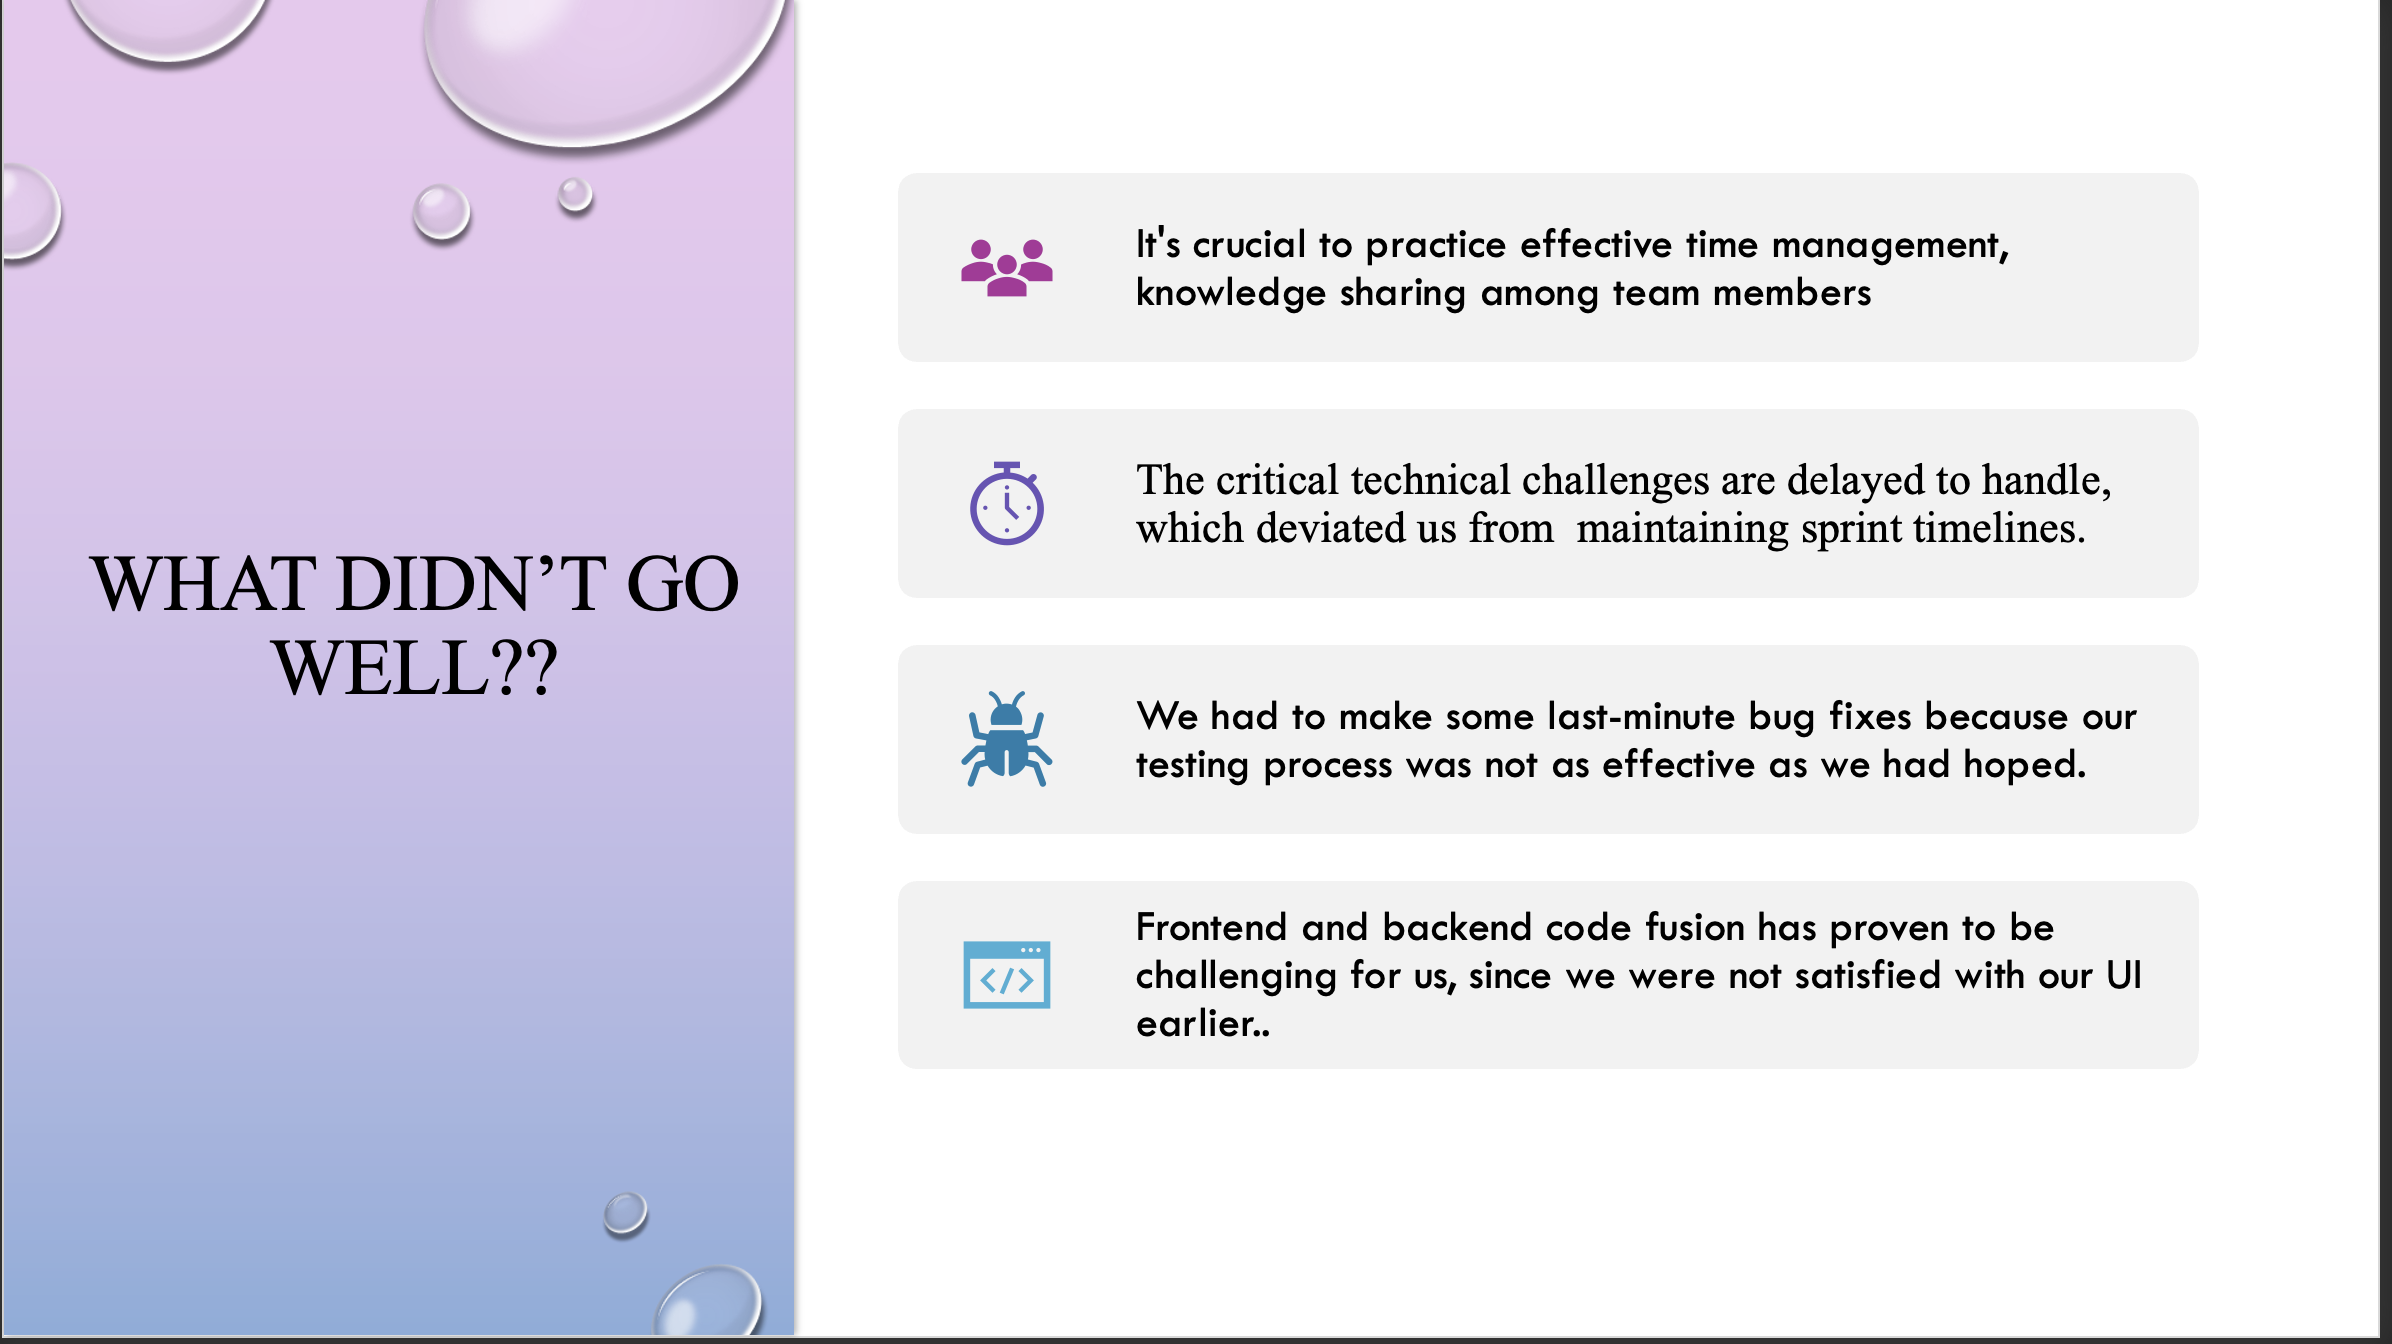 WHAT DIDN’T GO
WELL??
It's crucial to practice effective time management,
knowledge sharing among team members
The critical technical challenges are delayed to handle,
which deviated us from  maintaining sprint timelines.
We had to make some last-minute bug fixes because our
testing process was not as effective as we had hoped.
Frontend and backend code fusion has proven to be
challenging for us, since we were not satisfied with our UI
earlier..